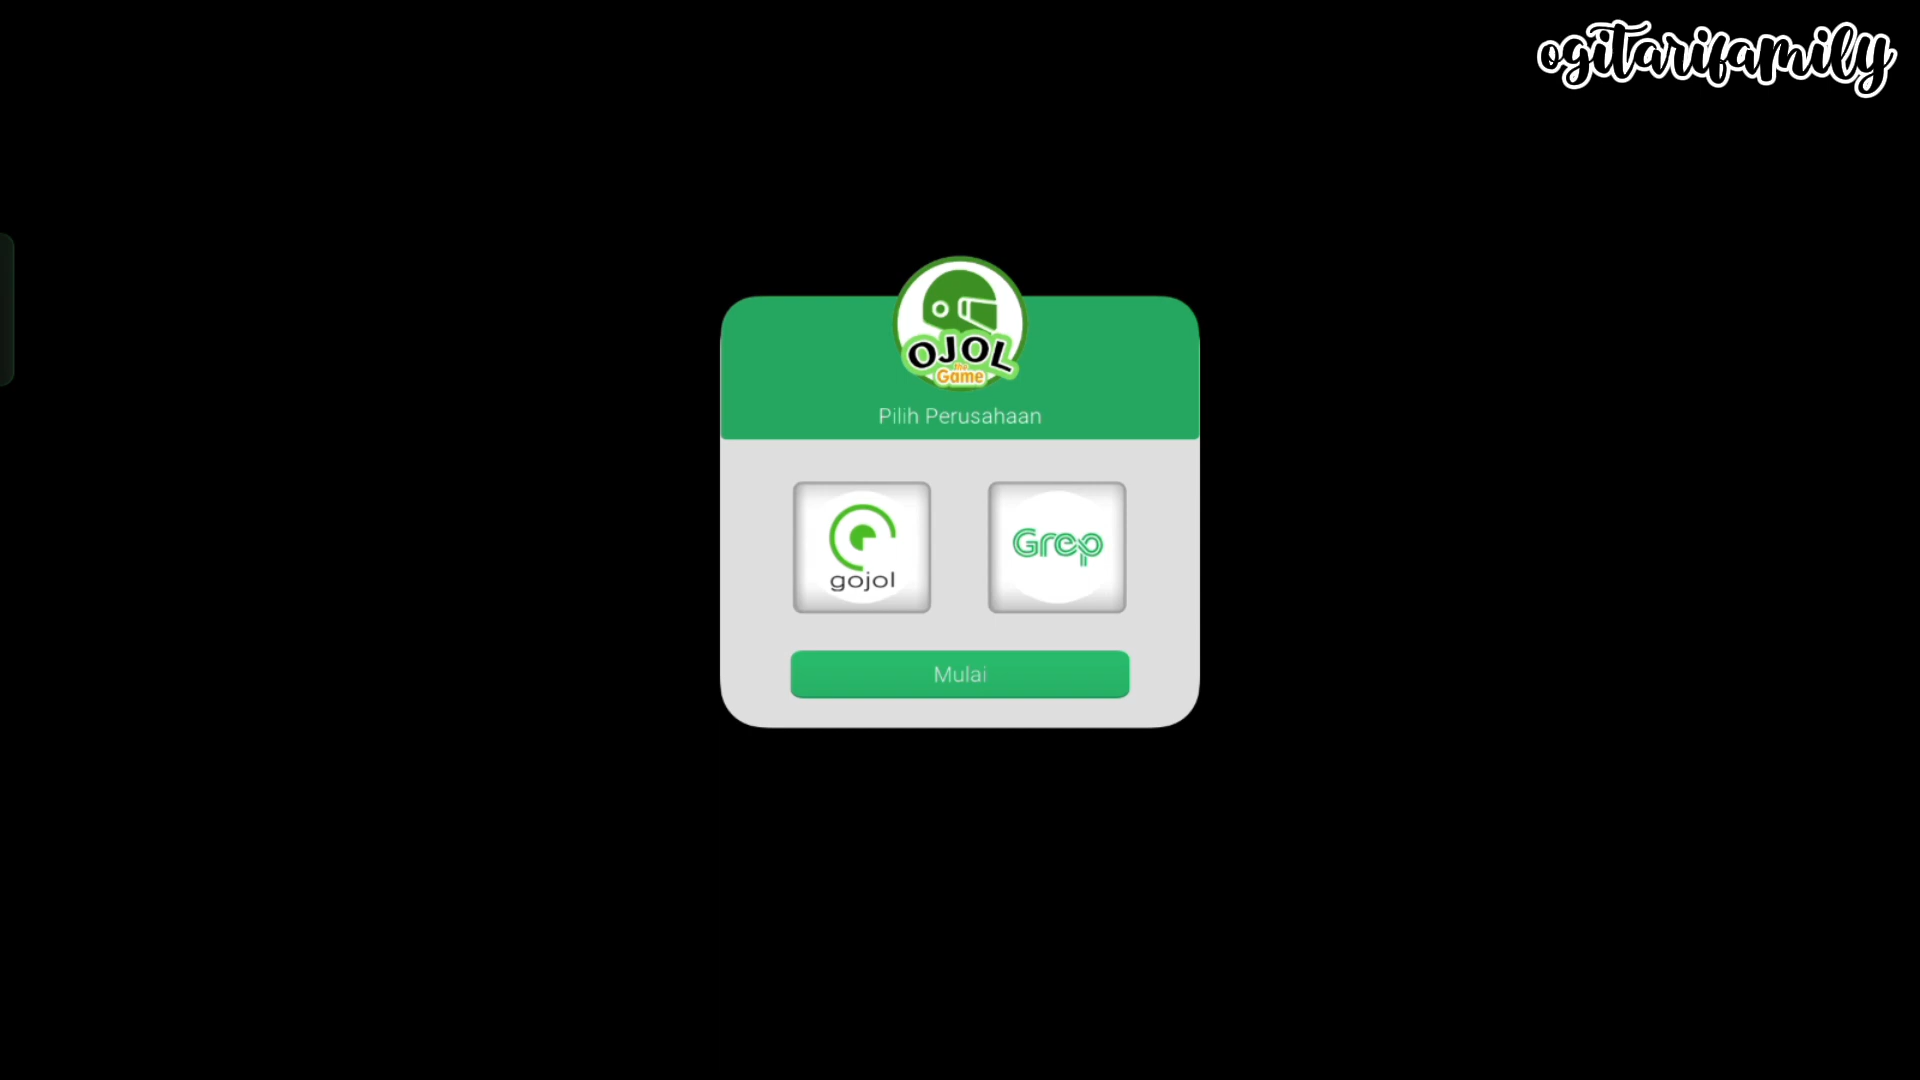 ogitarifamily
OJOL
the
Game
Pilih Perusahaan
gojol
Grep
Mulai